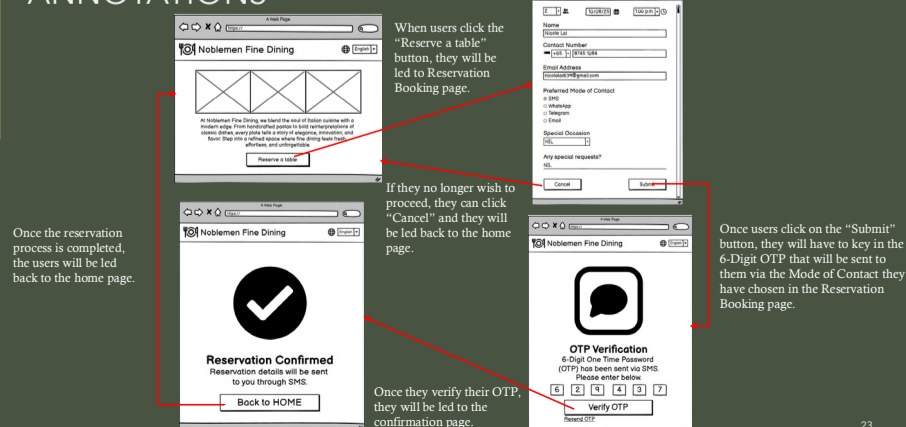 ANNOTATIONS
A Web Page
https://
Noblemen Fine Dining
English
At Noblemen Fine Dining, we blend the soul of Italian cuisine with a
modern edge. From handcrafted pastas to bold reinterpretations of
classic dishes, every plate tells a story of elegance, innovation, and
flavor. Step into a refined space where fine dining feels fresh,
effortless, and unforgettable.
Reserve a table
When users click the
“Reserve a table”
button, they will be
led to Reservation
Booking page.
2
10/08/25
1:00 p.m.
Name
Nicole Loi
Contact Number
+65
8745 1084
Email Address
Preferred Mode of Contact
SMS
WhatsApp
Telegram
Email
Special Occasion
NIL
Any special requests?
NIL
Cancel
Submit
If they no longer wish to
proceed, they can click
“Cancel” and they will
be led back to the home
page.
Once users click on the “Submit”
button, they will have to key in the
6-Digit OTP that will be sent to
them via the Mode of Contact they
have chosen in the Reservation
Booking page.
A Web Page
https://
Noblemen Fine Dining
English
OTP Verification
6-Digit One Time Password
(OTP) has been sent via SMS.
Please enter below.
6 2 9 4 3 7
Verify OTP
Resend OTP
Once they verify their OTP,
they will be led to the
confirmation page.
A Web Page
https://
Noblemen Fine Dining
English
Reservation Confirmed
Reservation details will be sent
to you through SMS.
Back to HOME
Once the reservation
process is completed,
the users will be led
back to the home page.
23